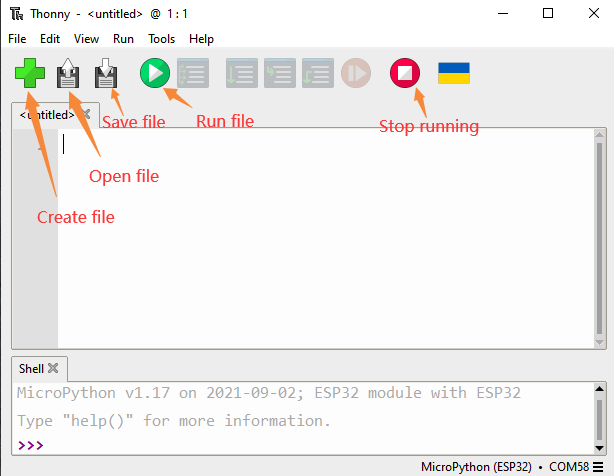 Thonny - <untitled> @ 1 : 1
File Edit View Run Tools Help
<untitled>
Save file
Run file
Stop running
Open file
Create file
Shell
MicroPython v1.17 on 2021-09-02; ESP32 module with ESP32
Type "help()" for more information.
>>>
MicroPython (ESP32) • COM58